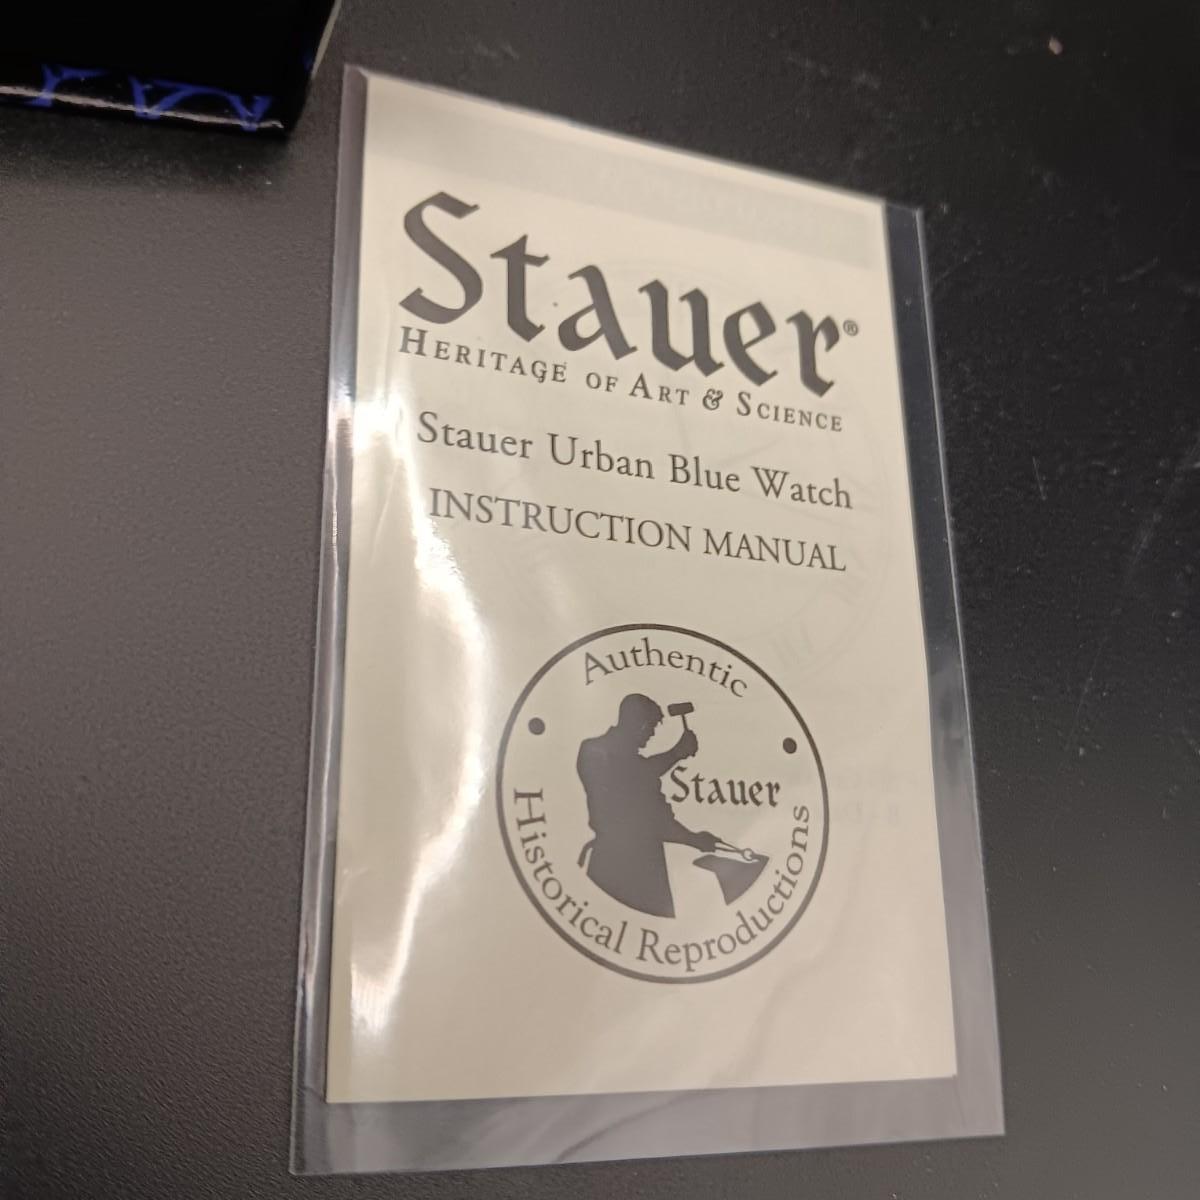 Stauer®
HERITAGE OF ART & SCIENCE
Stauer Urban Blue Watch
INSTRUCTION MANUAL
Authentic
Stauer
Historical Reproductions